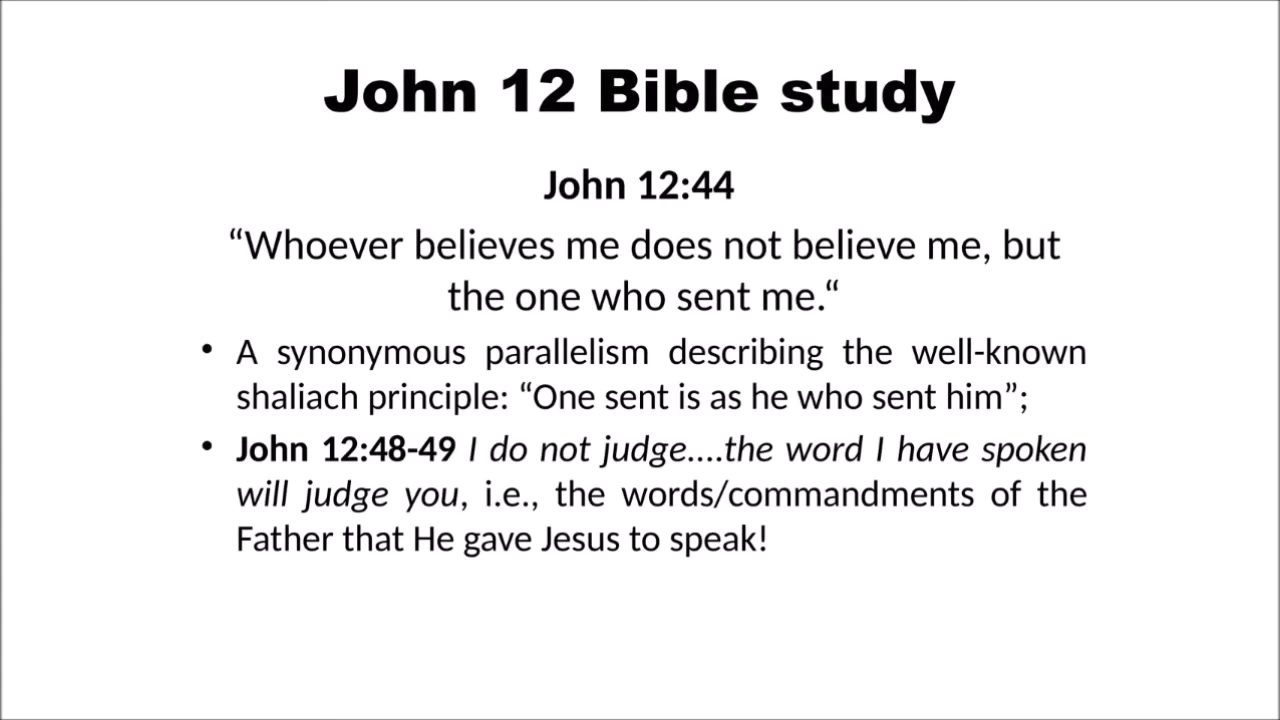 John 12 Bible study
John 12:44
“Whoever believes me does not believe me, but
the one who sent me.“
• A synonymous parallelism describing the well-known
shaliach principle: “One sent is as he who sent him”;
• John 12:48-49 I do not judge....the word I have spoken
will judge you, i.e., the words/commandments of the
Father that He gave Jesus to speak!